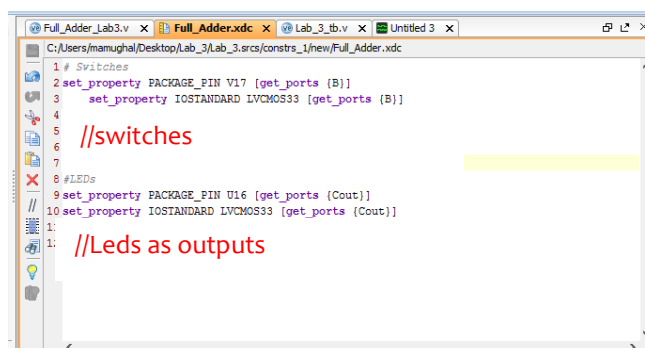 Full_Adder_Lab3.v x Full_Adder.xdc x Lab_3_tb.v x Untitled 3 x
C:/Users/mamughal/Desktop/Lab_3/Lab_3.srcs/constrs_1/new/Full_Adder.xdc
1 # Switches
2 set_property PACKAGE_PIN V17 [get_ports {B}]
3 set_property IOSTANDARD LVCMOS33 [get_ports {B}]
4
5
//switches
6
7
8 #LEDs
9 set_property PACKAGE_PIN U16 [get_ports {Cout}]
10 set_property IOSTANDARD LVCMOS33 [get_ports {Cout}]
//Leds as outputs